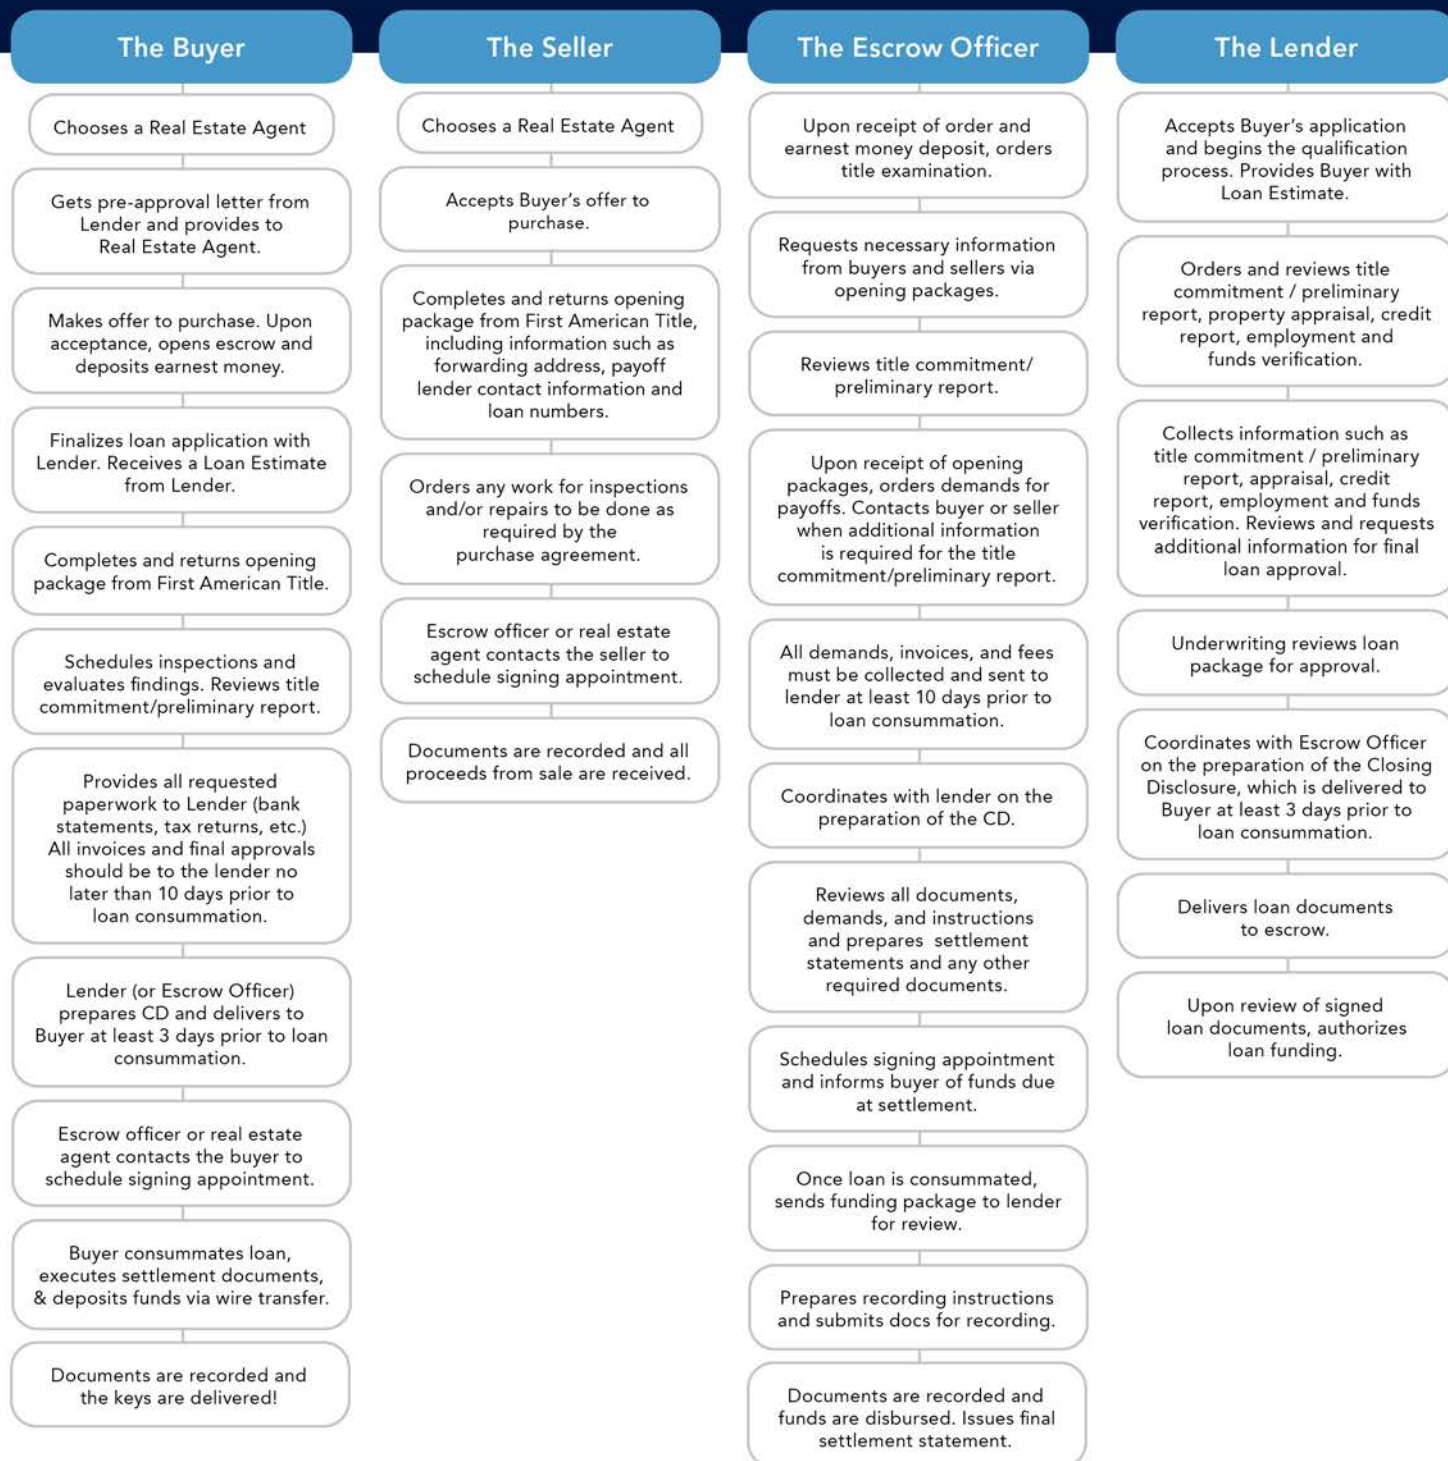 The Buyer
Chooses a Real Estate Agent
Gets pre-approval letter from
Lender and provides to
Real Estate Agent.
Makes offer to purchase. Upon
acceptance, opens escrow and
deposits earnest money.
Finalizes loan application with
Lender. Receives a Loan Estimate
from Lender.
Completes and returns opening
package from First American Title.
Schedules inspections and
evaluates findings. Reviews title
commitment/preliminary report.
Provides all requested
paperwork to Lender (bank
statements, tax returns, etc.)
All invoices and final approvals
should be to the lender no
later than 10 days prior to
loan consummation.
Lender (or Escrow Officer)
prepares CD and delivers to
Buyer at least 3 days prior to loan
consummation.
Escrow officer or real estate
agent contacts the buyer to
schedule signing appointment.
Buyer consummates loan,
executes settlement documents,
& deposits funds via wire transfer.
Documents are recorded and
the keys are delivered!
The Seller
Chooses a Real Estate Agent
Accepts Buyer's offer to
purchase.
Completes and returns opening
package from First American Title,
including information such as
forwarding address, payoff
lender contact information and
loan numbers.
Orders any work for inspections
and/or repairs to be done as
required by the
purchase agreement.
Escrow officer or real estate
agent contacts the seller to
schedule signing appointment.
Documents are recorded and all
proceeds from sale are received.
The Escrow Officer
Upon receipt of order and
earnest money deposit, orders
title examination.
Requests necessary information
from buyers and sellers via
opening packages.
Reviews title commitment/
preliminary report.
Upon receipt of opening
packages, orders demands for
payoffs. Contacts buyer or seller
when additional information
is required for the title
commitment/preliminary report.
All demands, invoices, and fees
must be collected and sent to
lender at least 10 days prior to
loan consummation.
Coordinates with lender on the
preparation of the CD.
Reviews all documents,
demands, and instructions
and prepares settlement
statements and any other
required documents.
Schedules signing appointment
and informs buyer of funds due
at settlement.
Once loan is consummated,
sends funding package to lender
for review.
Prepares recording instructions
and submits docs for recording.
Documents are recorded and
funds are disbursed. Issues final
settlement statement.
The Lender
Accepts Buyer's application
and begins the qualification
process. Provides Buyer with
Loan Estimate.
Orders and reviews title
commitment / preliminary
report, property appraisal, credit
report, employment and
funds verification.
Collects information such as
title commitment / preliminary
report, appraisal, credit
report, employment and funds
verification. Reviews and requests
additional information for final
loan approval.
Underwriting reviews loan
package for approval.
Coordinates with Escrow Officer
on the preparation of the Closing
Disclosure, which is delivered to
Buyer at least 3 days prior to
loan consummation.
Delivers loan documents
to escrow.
Upon review of signed
loan documents, authorizes
loan funding.